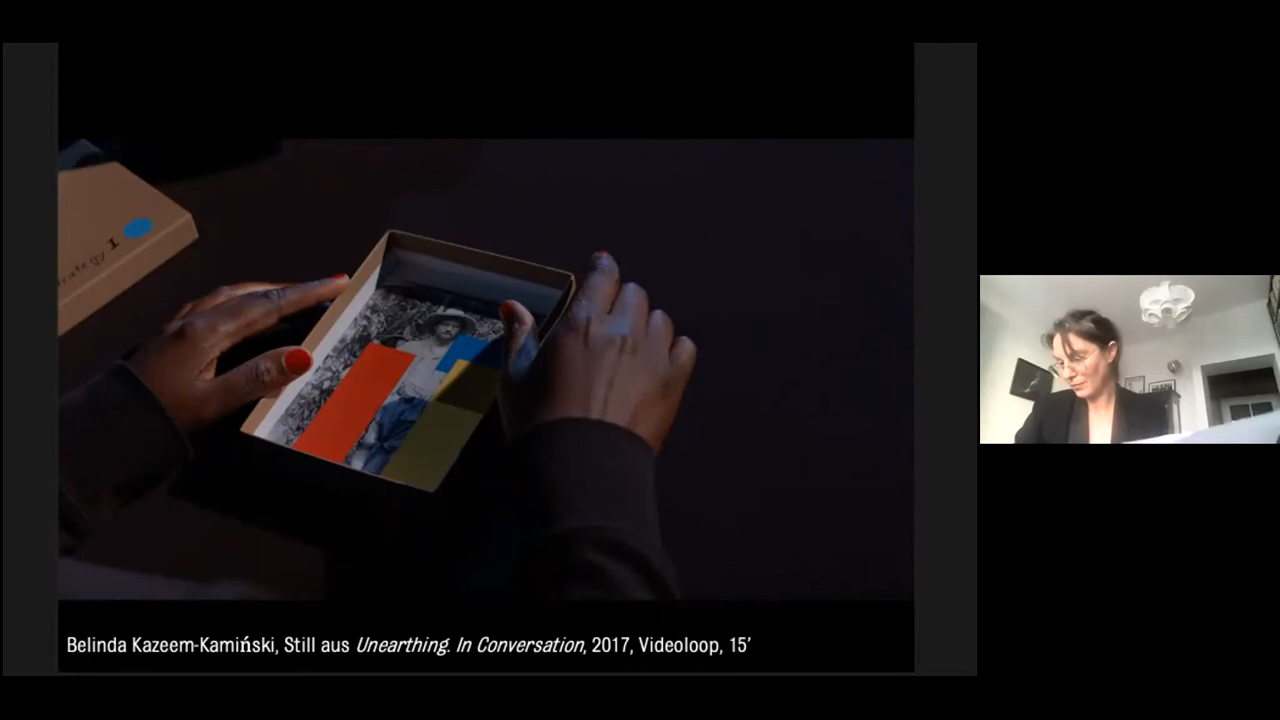 I
Belinda Kazeem-Kamiński, Still aus Unearthing. In Conversation, 2017, Videoloop, 15’